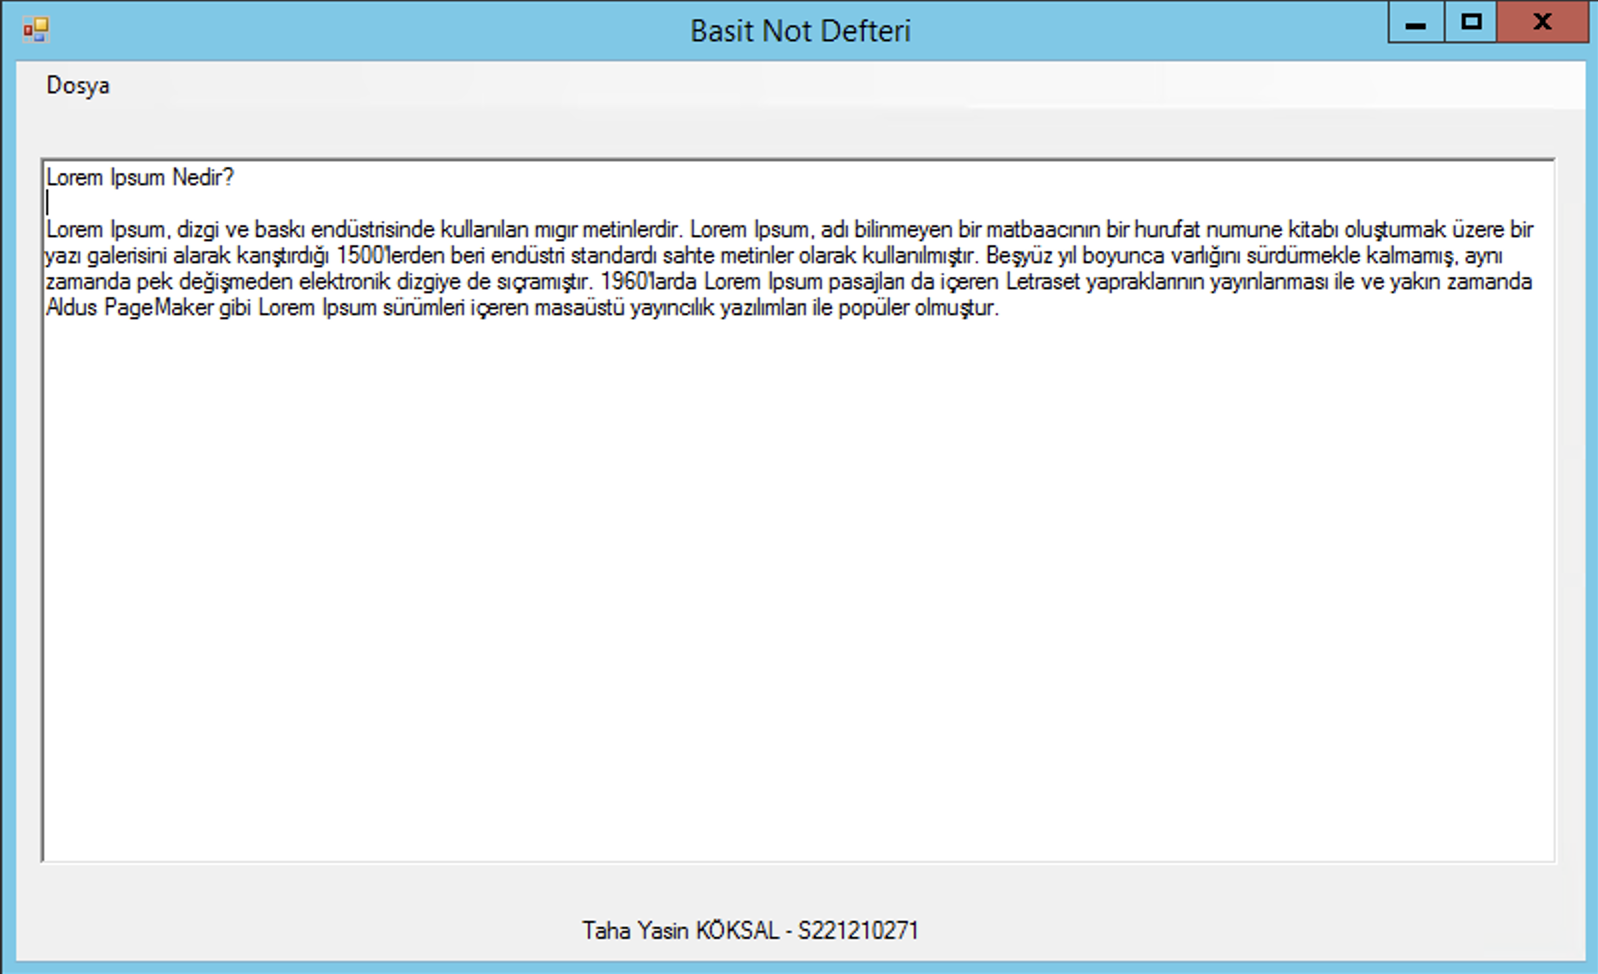 Basit Not Defteri
Dosya
Lorem Ipsum Nedir?
Lorem Ipsum, dizgi ve baskı endüstrisinde kullanılan mıgır metinlerdir. Lorem Ipsum, adı bilinmeyen bir matbaacının bir hurufat numune kitabı oluşturmak üzere bir
yazı galerisini alarak karıştırdığı 1500'lerden beri endüstri standardı sahte metinler olarak kullanılmıştır. Beşyüz yıl boyunca varlığını sürdürmekle kalmamış, aynı
zamanda pek değişmeden elektronik dizgiye de sıçramıştır. 1960'larda Lorem Ipsum pasajları da içeren Letraset yapraklarının yayınlanması ile ve yakın zamanda
Aldus PageMaker gibi Lorem Ipsum sürümleri içeren masaüstü yayıncılık yazılımları ile popüler olmuştur.
Taha Yasin KÖKSAL - S221210271